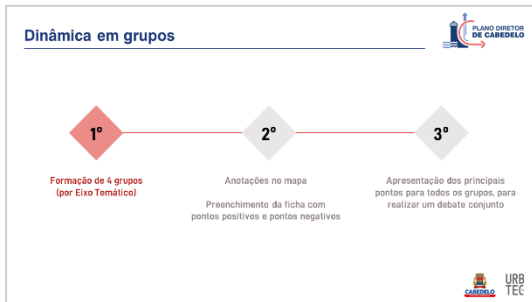 Dinâmica em grupos
PLANO DIRETOR
DE CABEDELO
1º
2º
3º
Formação de 4 grupos
(por Eixo Temático)
Anotações no mapa
Preenchimento da ficha com
pontos positivos e pontos negativos
Apresentação dos principais
pontos para todos os grupos, para
realizar um debate conjunto
CABEDELO
URB
TEC